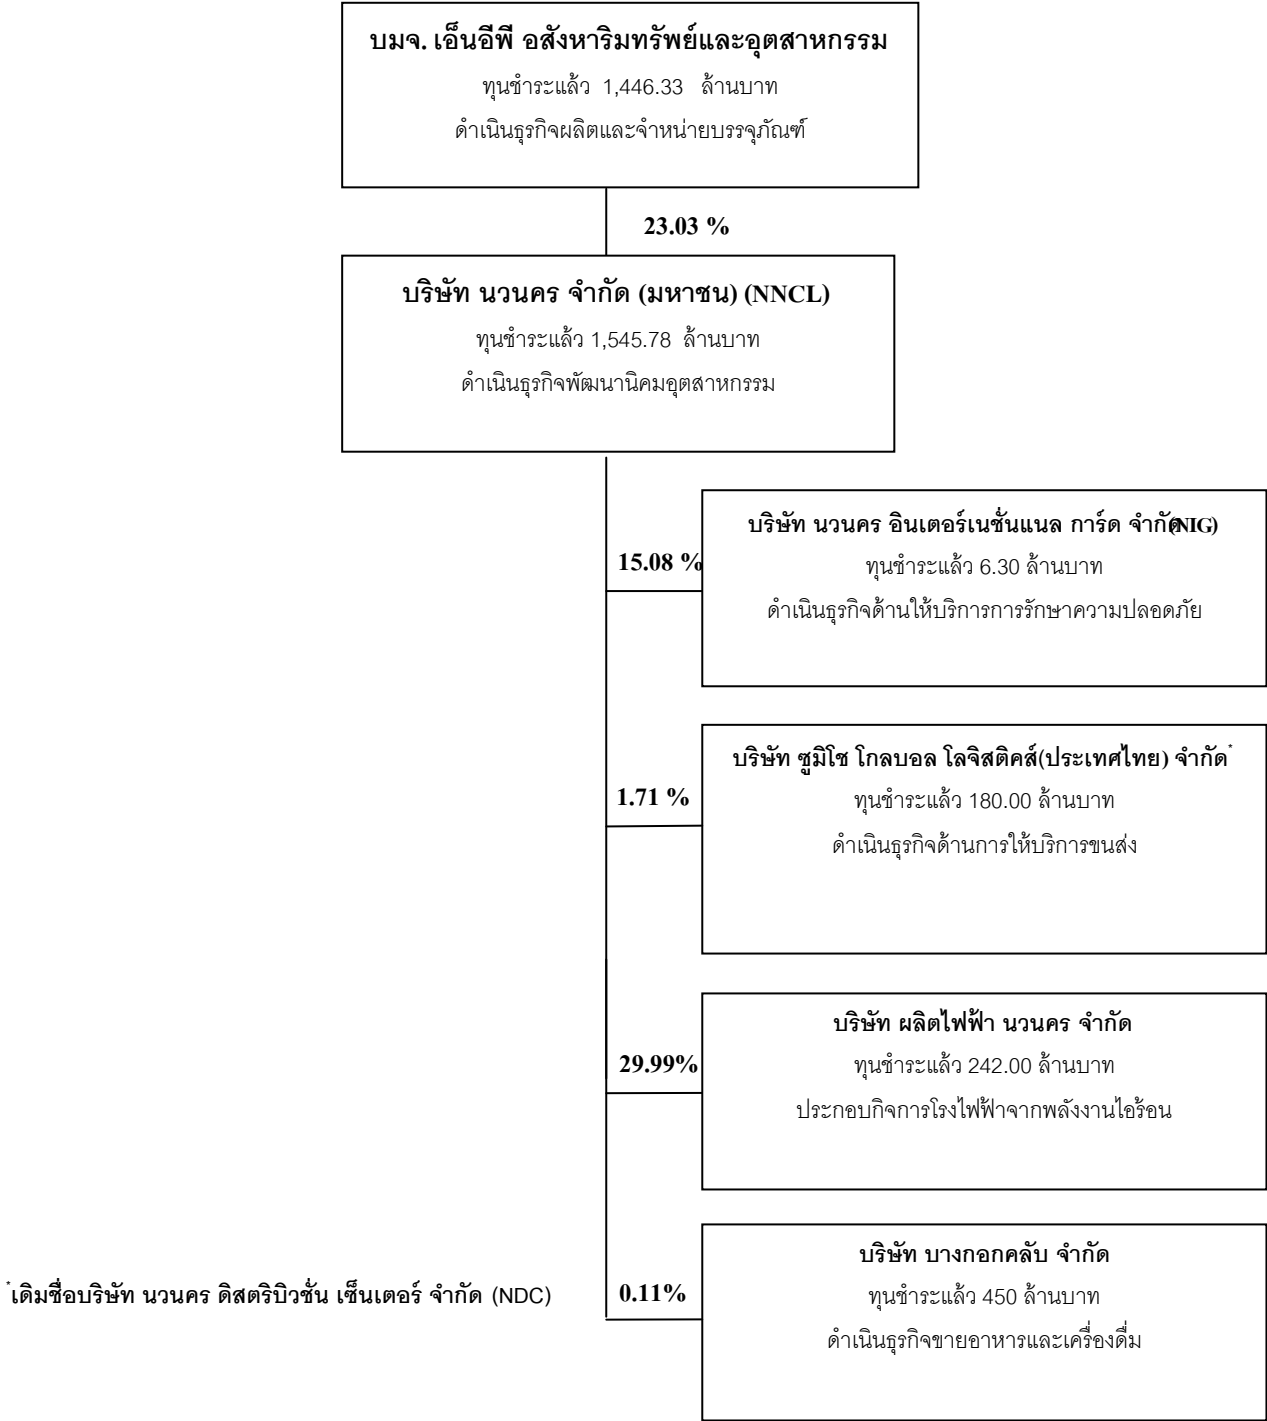 บมจ. เอ็นอีพี อสังหาริมทรัพย์และอุตสาหกรรม
ทุนชำระแล้ว 1,446.33 ล้านบาท
ดำเนินธุรกิจผลิตและจำหน่ายบรรจุภัณฑ์
23.03 %
บริษัท นวนคร จำกัด (มหาชน) (NNCL)
ทุนชำระแล้ว 1,545.78 ล้านบาท
ดำเนินธุรกิจพัฒนานิคมอุตสาหกรรม
15.08 %
บริษัท นวนคร อินเตอร์เนชั่นแนล การ์ด จำกัด(NIG)
ทุนชำระแล้ว 6.30 ล้านบาท
ดำเนินธุรกิจด้านให้บริการการรักษาความปลอดภัย
1.71 %
บริษัท ซูมิโช โกลบอล โลจิสติคส์(ประเทศไทย) จำกัด*
ทุนชำระแล้ว 180.00 ล้านบาท
ดำเนินธุรกิจด้านการให้บริการขนส่ง
29.99%
บริษัท ผลิตไฟฟ้า นวนคร จำกัด
ทุนชำระแล้ว 242.00 ล้านบาท
ประกอบกิจการโรงไฟฟ้าจากพลังงานไอร้อน
0.11%
บริษัท บางกอกคลับ จำกัด
ทุนชำระแล้ว 450 ล้านบาท
ดำเนินธุรกิจขายอาหารและเครื่องดื่ม
*เดิมชื่อบริษัท นวนคร ดิสตริบิวชั่น เซ็นเตอร์ จำกัด (NDC)